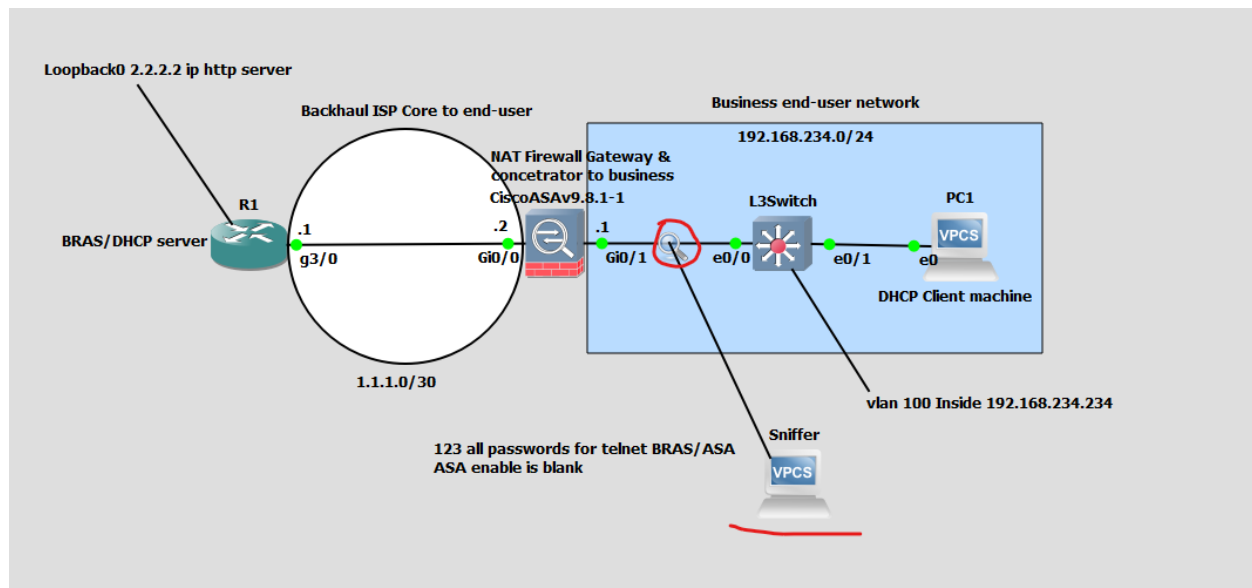 Loopback0 2.2.2.2 ip http server
Backhaul ISP Core to end-user
Business end-user network
192.168.234.0/24
NAT Firewall Gateway &
concetrator to business
CiscoASAv9.8.1-1
R1
BRAS/DHCP server
.1
g3/0
.2
Gi0/0
.1
Gi0/1
e0/0
L3Switch
e0/1
PC1
VPCS
e0
DHCP Client machine
1.1.1.0/30
vlan 100 Inside 192.168.234.234
123 all passwords for telnet BRAS/ASA
ASA enable is blank
Sniffer
VPCS